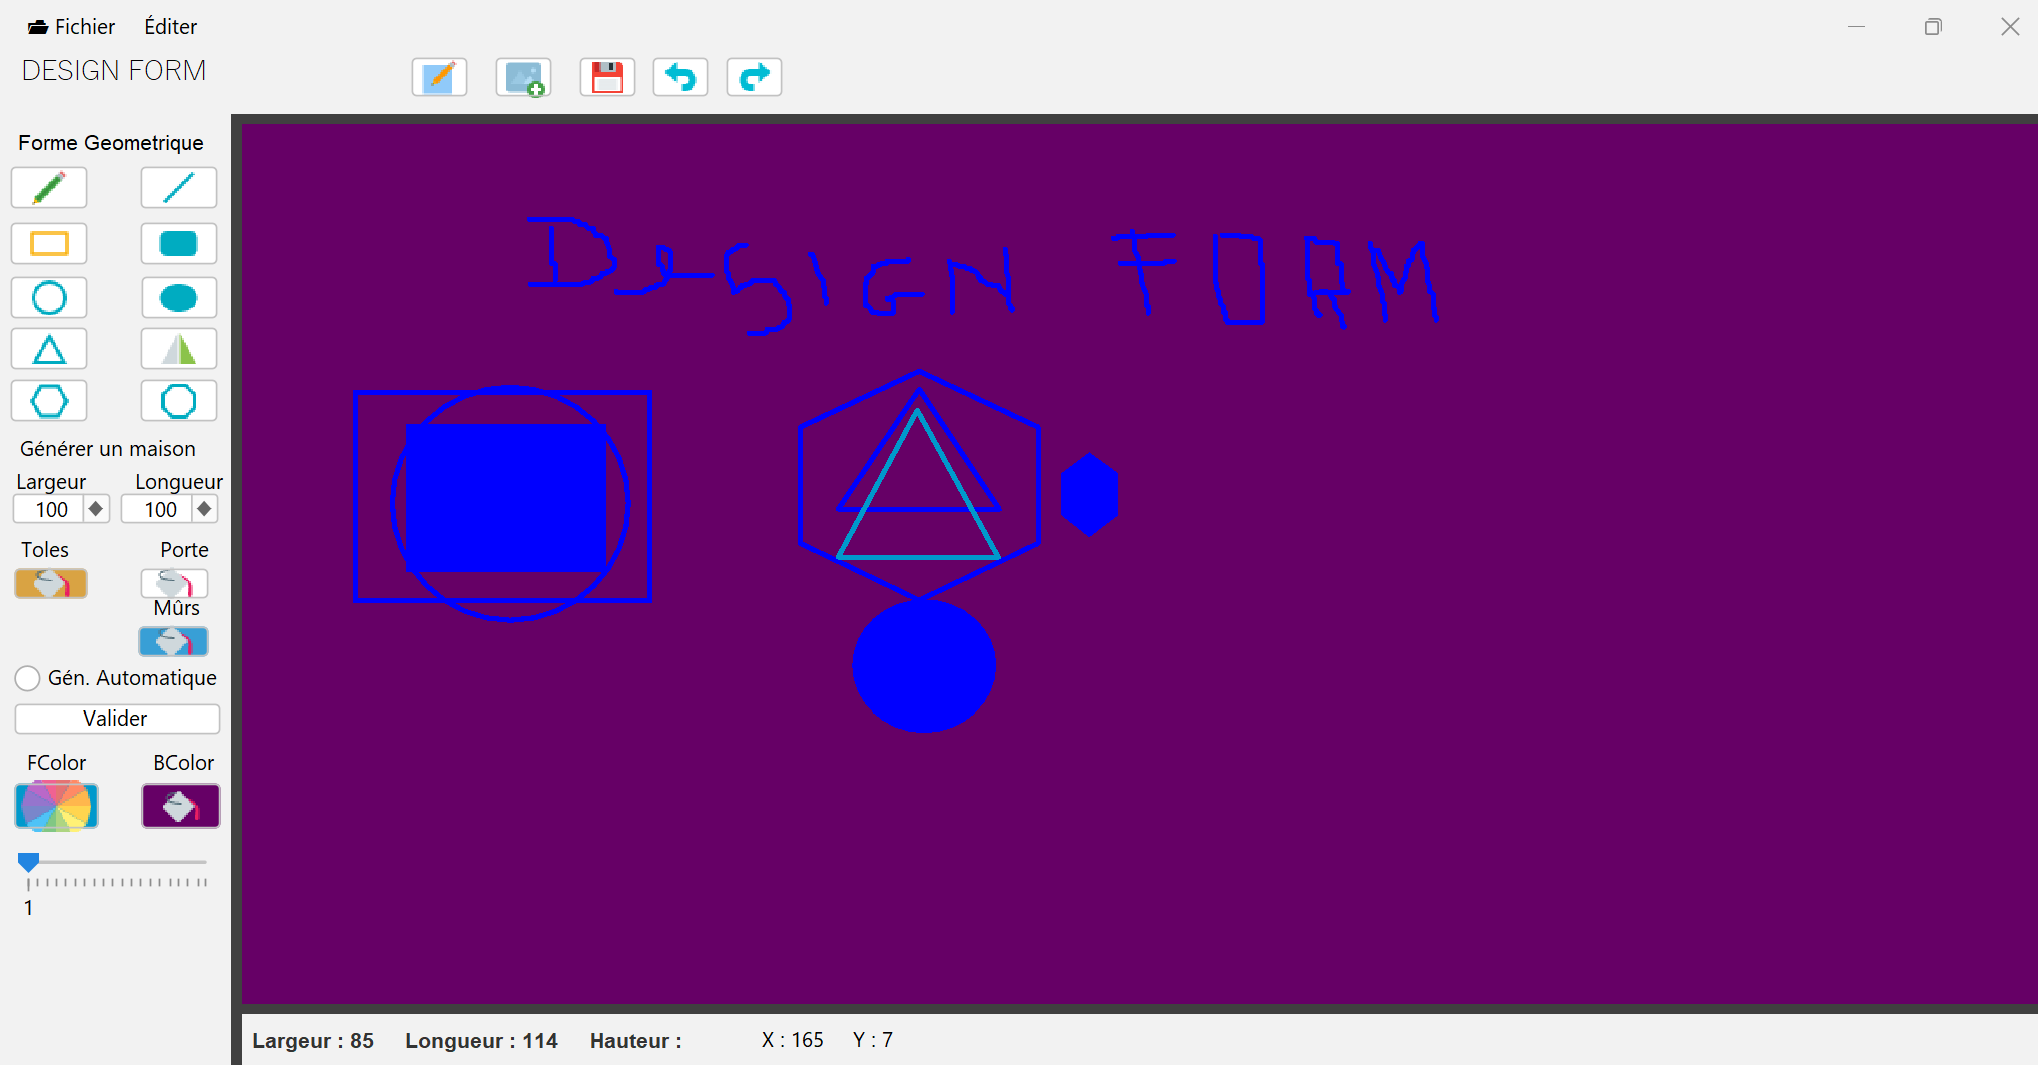 Fichier Éditer
DESIGN FORM
Forme Geometrique
DeSIGN FORM
Générer un maison
Largeur Longueur
100 100
Toles Porte
Mûrs
Gén. Automatique
Valider
FColor BColor
1
Largeur : 85 Longueur : 114 Hauteur : X : 165 Y : 7